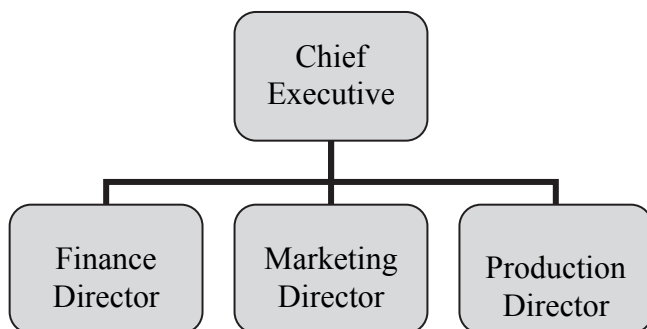 Chief
Executive
Finance
Director
Marketing
Director
Production
Director